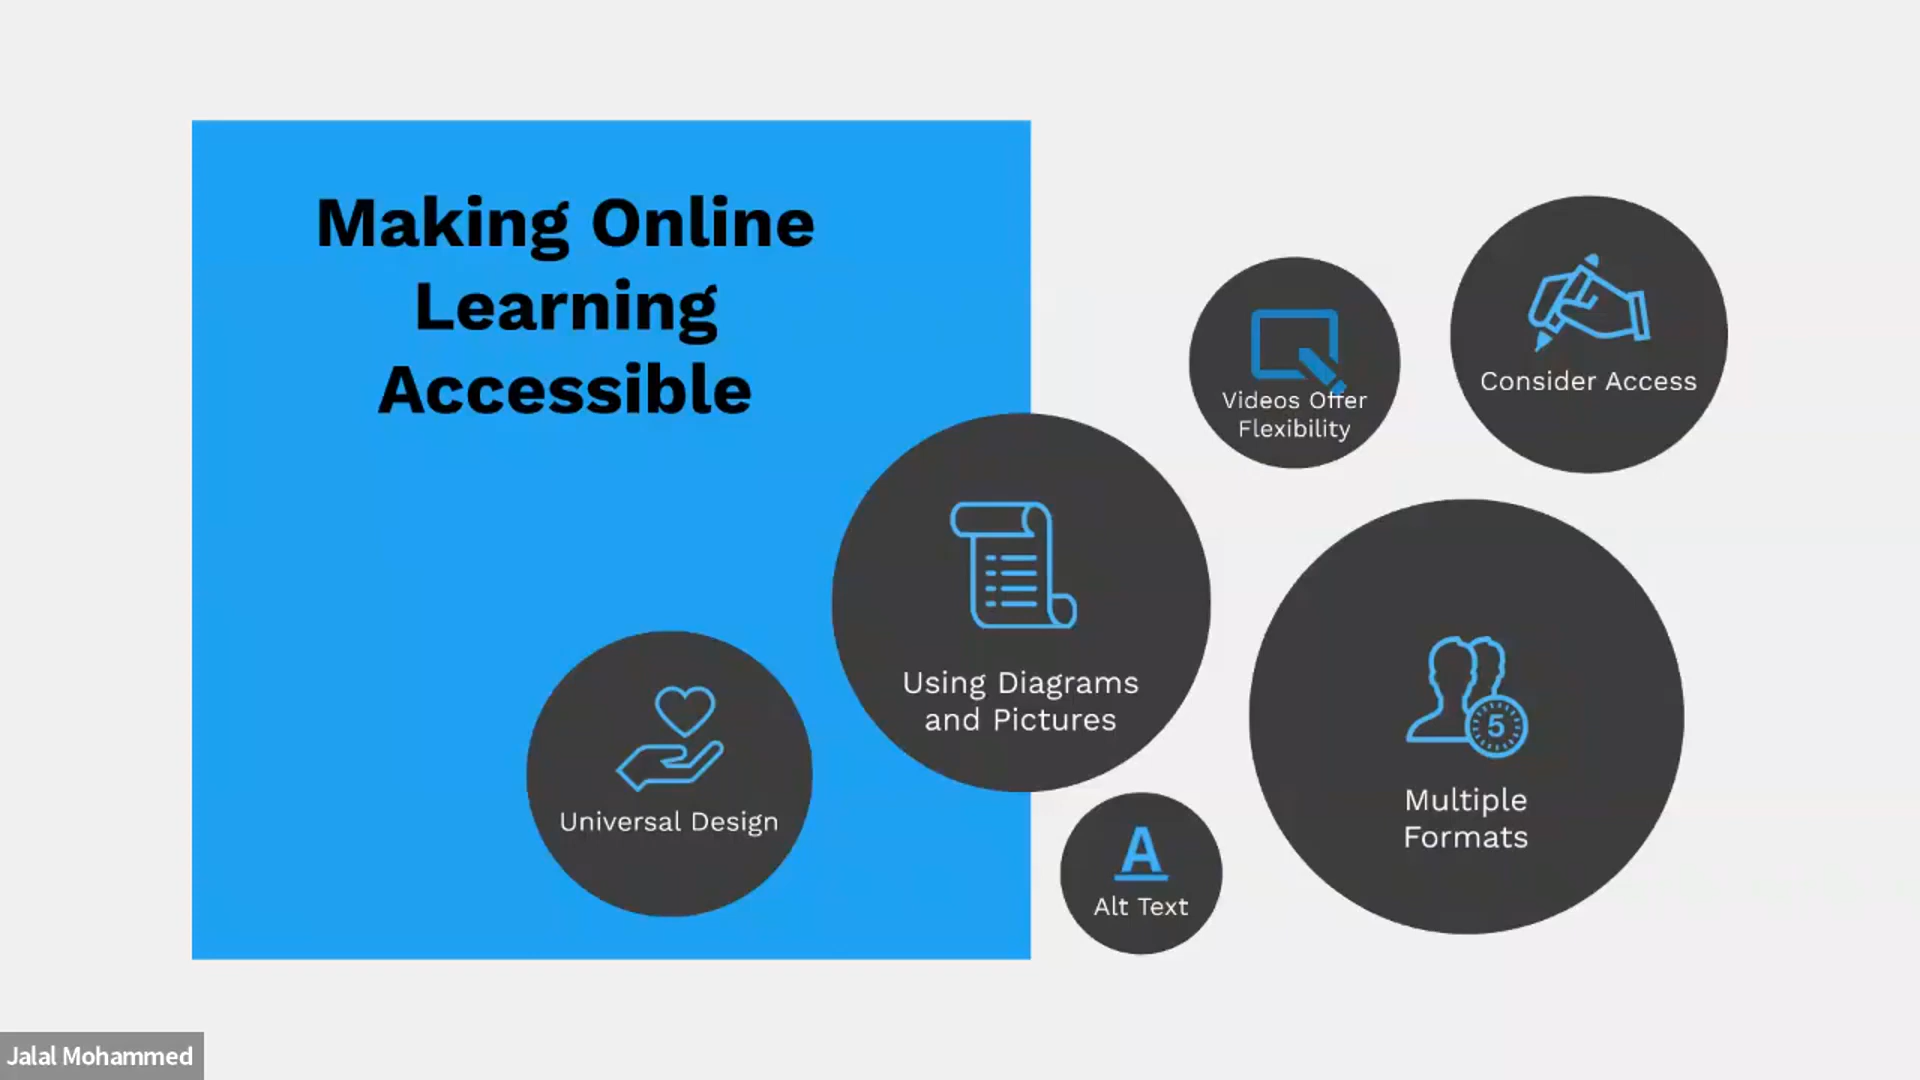 Making Online
Learning
Accessible
Videos Offer
Flexibility
Consider Access
Using Diagrams
and Pictures
5
Multiple
Formats
Universal Design
A
Alt Text
Jalal Mohammed